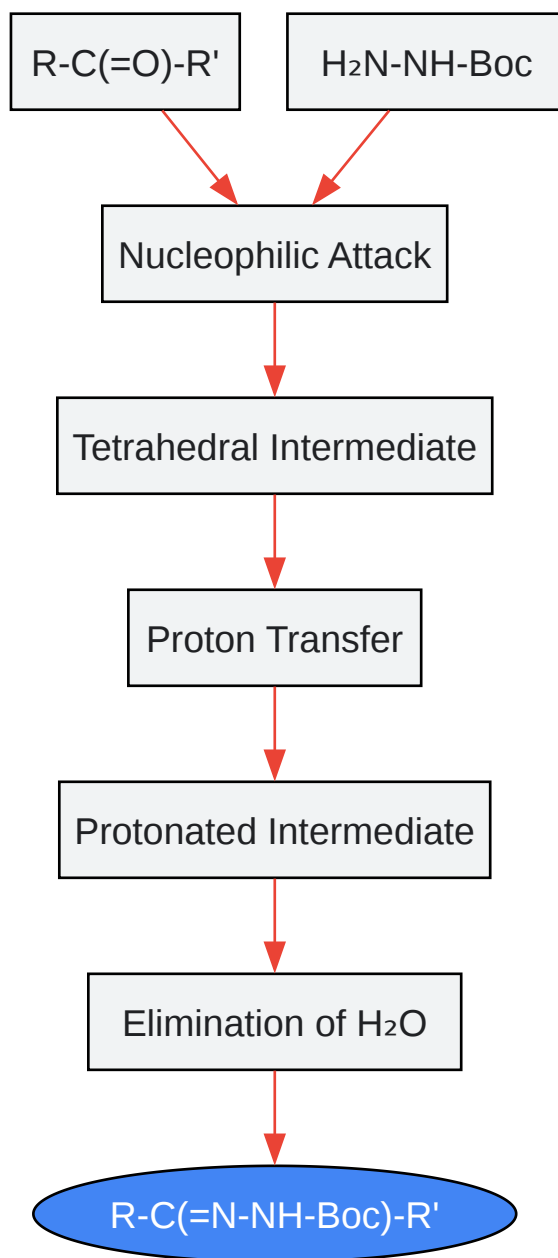 R-C(=O)-R'
H₂N-NH-Boc
Nucleophilic Attack
Tetrahedral Intermediate
Proton Transfer
Protonated Intermediate
Elimination of H₂O
R-C(=N-NH-Boc)-R'